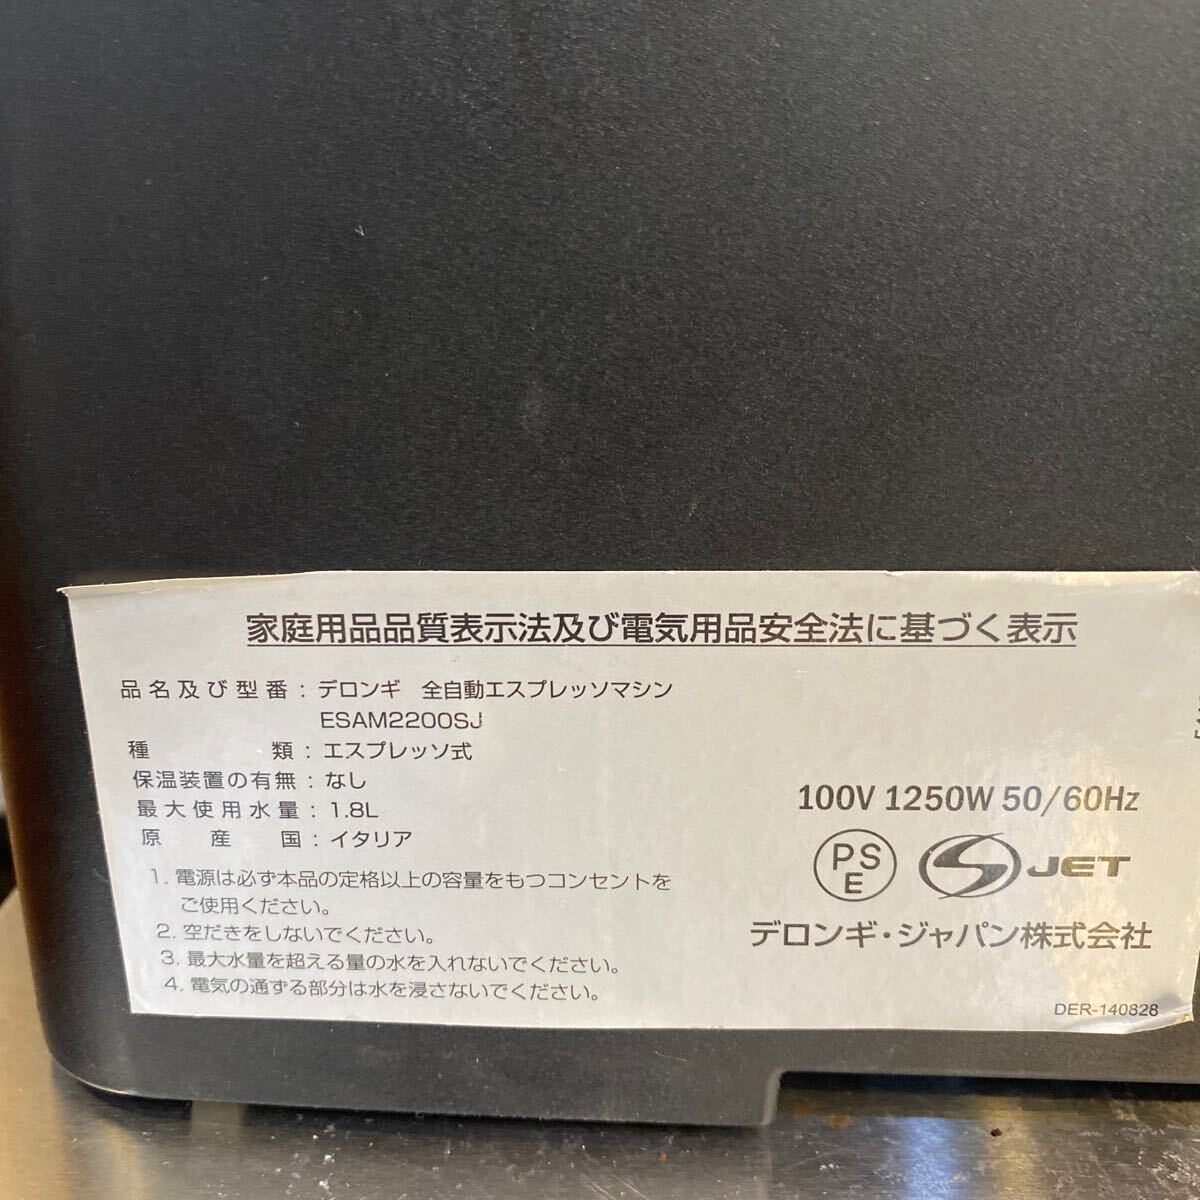 家庭用品品質表示法及び電気用品安全法に基づく表示
品名及び型番：デロンギ 全自動エスプレッソマシン
ESAM2200SJ
種類：エスプレッソ式
保温装置の有無：なし
最大使用水量：1.8L
原産国：イタリア
1. 電源は必ず本品の定格以上の容量をもつコンセントを
ご使用ください。
2. 空だきをしないでください。
3. 最大水量を超える量の水を入れないでください。
4. 電気の通ずる部分は水を浸さないでください。
100V 1250W 50/60Hz
PS
E
S JET
デロンギ・ジャパン株式会社
DER-140828